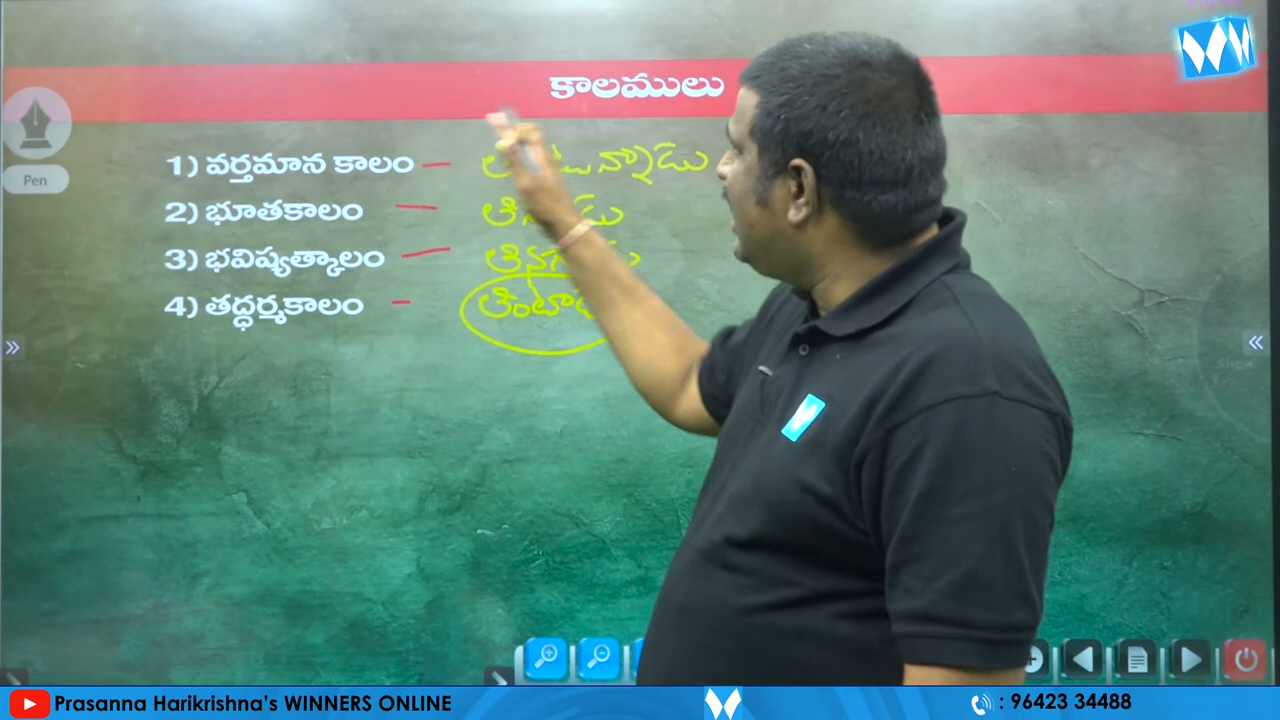 కాలములు
Pen
1) వర్తమాన కాలం –
2) భూతకాలం –
3) భవిష్యత్కాలం –
4) తద్ధర్మకాలం –
Prasanna Harikrishna's WINNERS ONLINE
: 96423 34488